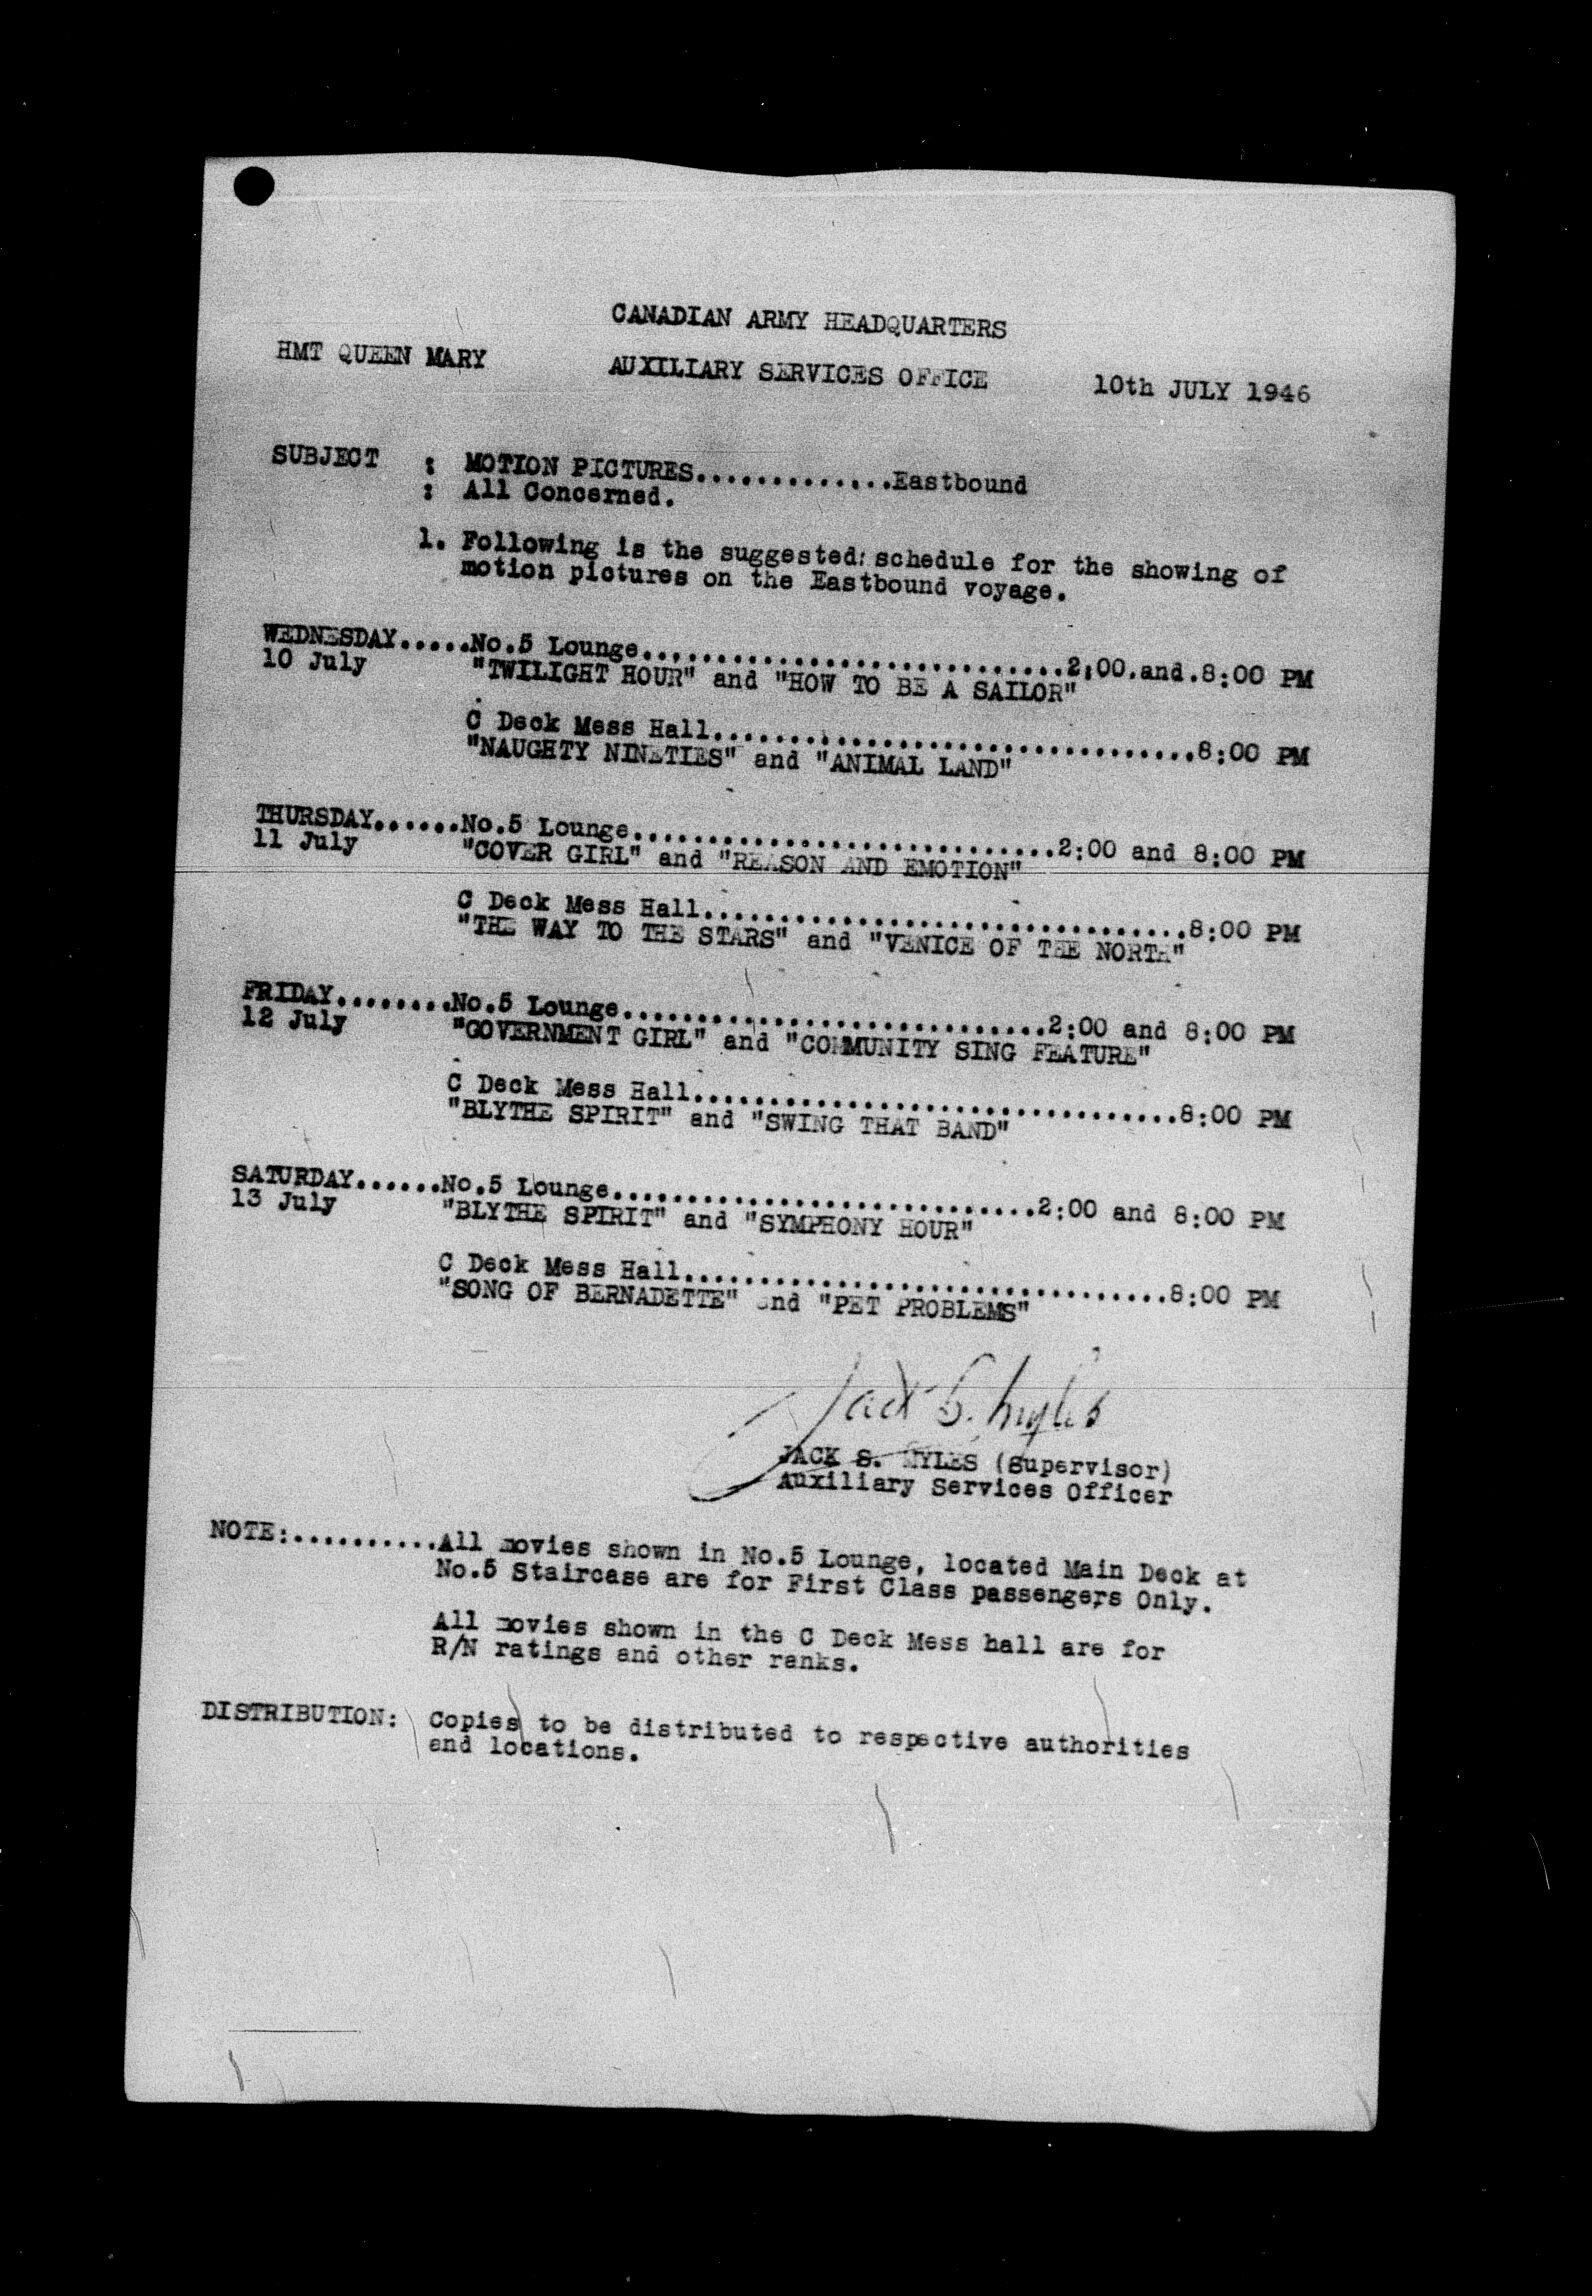 CANADIAN ARMY HEADQUARTERS
HMT QUEEN MARY AUXILIARY SERVICES OFFICE 10th JULY 1946
SUBJECT : MOTION PICTURES.............Eastbound
: All Concerned.
1. Following is the suggested: schedule for the showing of
motion pictures on the Eastbound voyage.
WEDNESDAY.....No.5 Lounge............................2:00.and.8:00 PM
10 July "TWILIGHT HOUR" and "HOW TO BE A SAILOR"
C Deck Mess Hall................................8:00 PM
"NAUGHTY NINETIES" and "ANIMAL LAND"
THURSDAY......No.5 Lounge............................2:00 and 8:00 PM
11 July "COVER GIRL" and "REASON AND EMOTION"
C Deck Mess Hall................................8:00 PM
"THE WAY TO THE STARS" and "VENICE OF THE NORTH"
FRIDAY........No.5 Lounge............................2:00 and 8:00 PM
12 July "GOVERNMENT GIRL" and "COMMUNITY SING FEATURE"
C Deck Mess Hall................................8:00 PM
"BLYTHE SPIRIT" and "SWING THAT BAND"
SATURDAY......No.5 Lounge............................2:00 and 8:00 PM
13 July "BLYTHE SPIRIT" and "SYMPHONY HOUR"
C Deck Mess Hall................................8:00 PM
"SONG OF BERNADETTE" and "PET PROBLEMS"
Jack S. Myles
JACK S. MYLES (Supervisor)
Auxiliary Services Officer
NOTE:..........All movies shown in No.5 Lounge, located Main Deck at
No.5 Staircase are for First Class passengers Only.
All movies shown in the C Deck Mess hall are for
R/N ratings and other ranks.
DISTRIBUTION: Copies to be distributed to respective authorities
and locations.